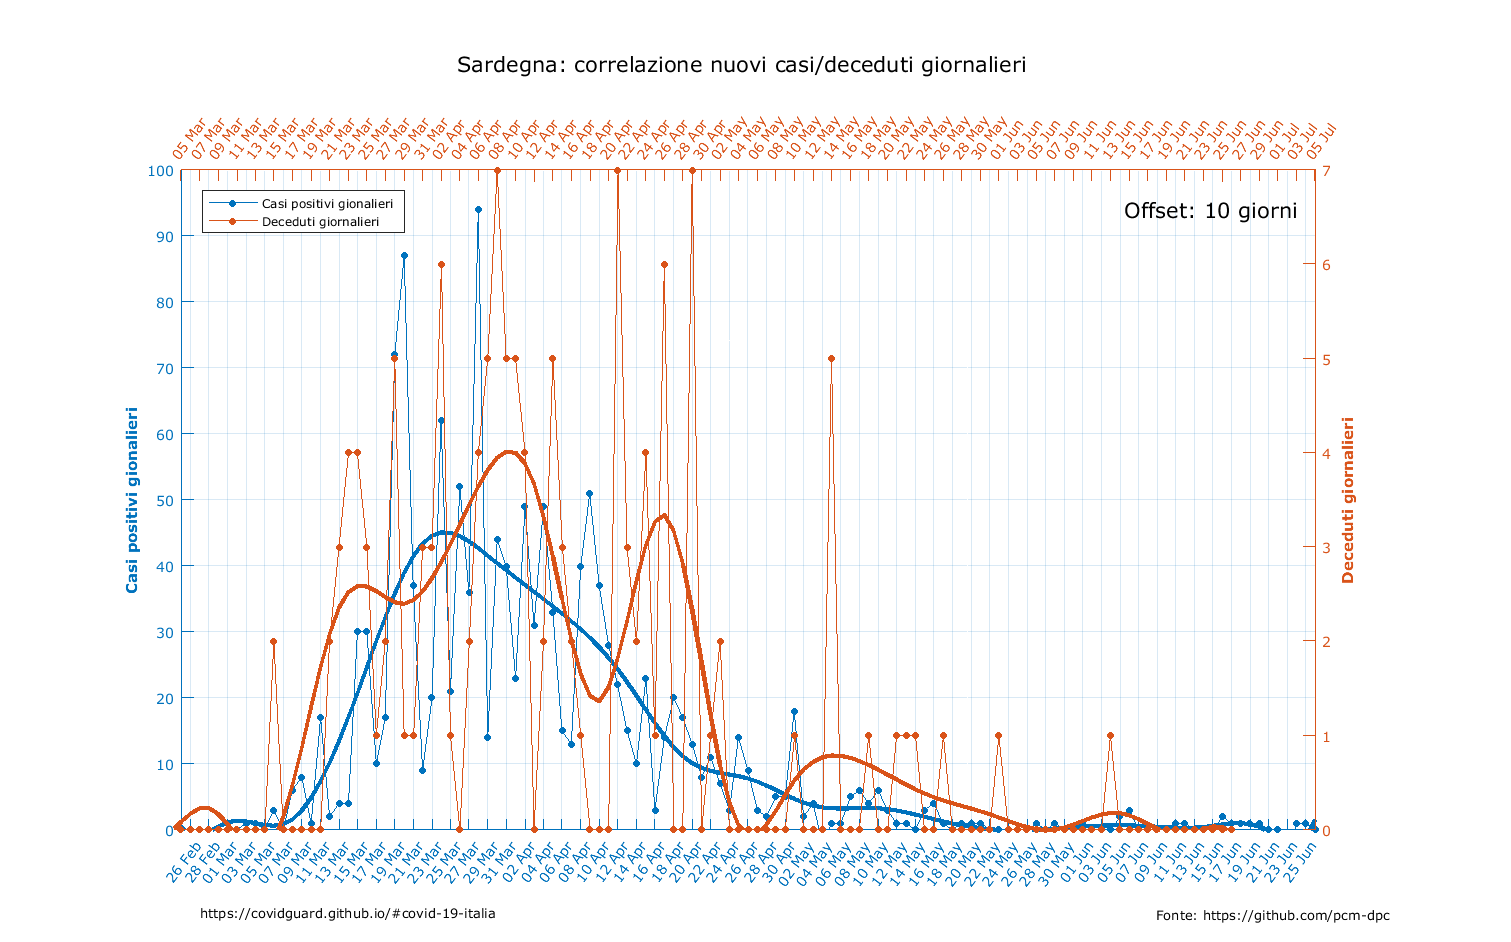 Sardegna: correlazione nuovi casi/deceduti giornalieri
05 Mar
07 Mar
09 Mar
11 Mar
13 Mar
15 Mar
17 Mar
19 Mar
21 Mar
23 Mar
25 Mar
27 Mar
29 Mar
31 Mar
02 Apr
04 Apr
06 Apr
08 Apr
10 Apr
12 Apr
14 Apr
16 Apr
18 Apr
20 Apr
22 Apr
24 Apr
26 Apr
28 Apr
30 Apr
02 May
04 May
06 May
08 May
10 May
12 May
14 May
16 May
18 May
20 May
22 May
24 May
26 May
28 May
30 May
01 Jun
03 Jun
05 Jun
07 Jun
09 Jun
11 Jun
13 Jun
15 Jun
17 Jun
19 Jun
21 Jun
23 Jun
25 Jun
27 Jun
29 Jun
01 Jul
03 Jul
05 Jul
Casi positivi gionalieri
Deceduti giornalieri
Offset: 10 giorni
100
90
80
70
60
50
40
30
20
10
0
Casi positivi gionalieri
7
6
5
4
3
2
1
0
Deceduti giornalieri
26 Feb
28 Feb
01 Mar
03 Mar
05 Mar
07 Mar
09 Mar
11 Mar
13 Mar
15 Mar
17 Mar
19 Mar
21 Mar
23 Mar
25 Mar
27 Mar
29 Mar
31 Mar
02 Apr
04 Apr
06 Apr
08 Apr
10 Apr
12 Apr
14 Apr
16 Apr
18 Apr
20 Apr
22 Apr
24 Apr
26 Apr
28 Apr
30 Apr
02 May
04 May
06 May
08 May
10 May
12 May
14 May
16 May
18 May
20 May
22 May
24 May
26 May
28 May
30 May
01 Jun
03 Jun
05 Jun
07 Jun
09 Jun
11 Jun
13 Jun
15 Jun
17 Jun
19 Jun
21 Jun
23 Jun
25 Jun
https://covidguard.github.io/#covid-19-italia
Fonte: https://github.com/pcm-dpc